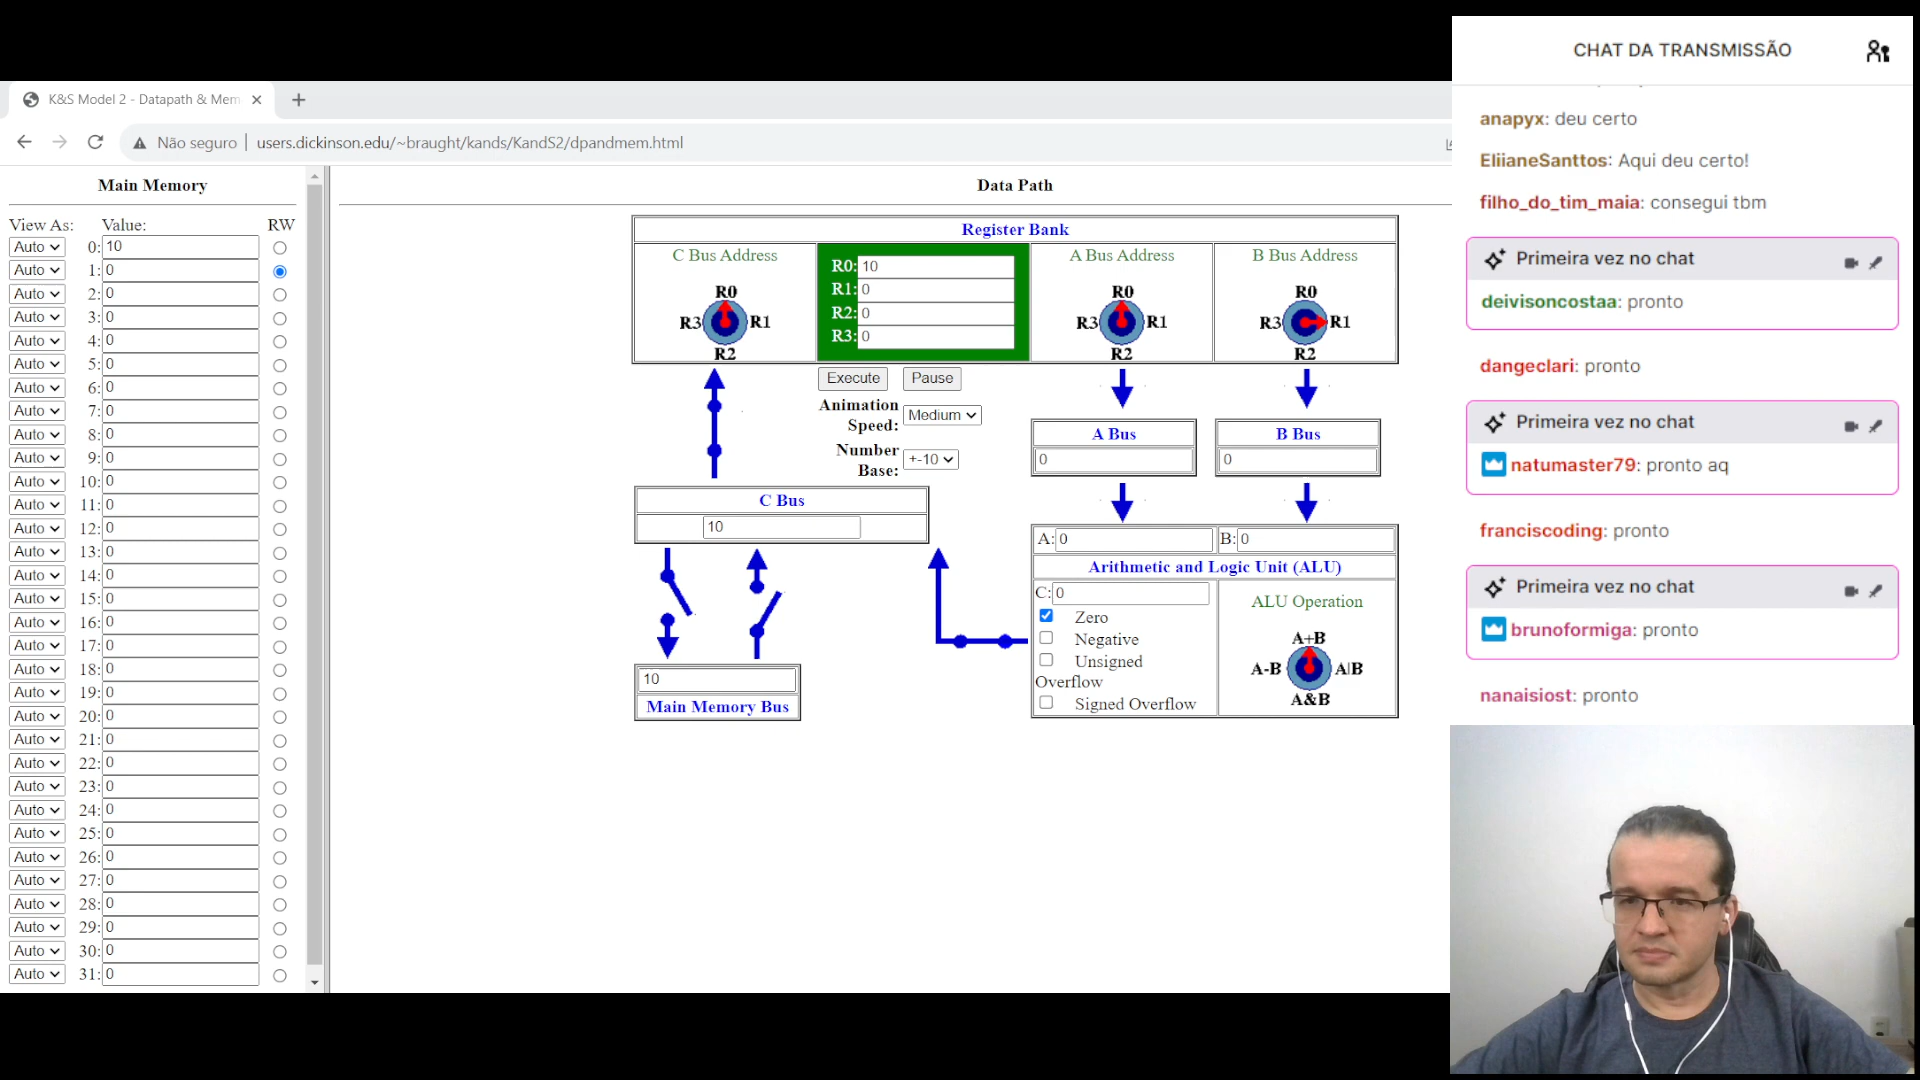 K&S Model 2 - Datapath & Mem
Não seguro
users.dickinson.edu/~braught/kands/KandS2/dpandmem.html
Main Memory
View As: Value: RW
Auto 0: 10
Auto 1: 0
Auto 2: 0
Auto 3: 0
Auto 4: 0
Auto 5: 0
Auto 6: 0
Auto 7: 0
Auto 8: 0
Auto 9: 0
Auto 10: 0
Auto 11: 0
Auto 12: 0
Auto 13: 0
Auto 14: 0
Auto 15: 0
Auto 16: 0
Auto 17: 0
Auto 18: 0
Auto 19: 0
Auto 20: 0
Auto 21: 0
Auto 22: 0
Auto 23: 0
Auto 24: 0
Auto 25: 0
Auto 26: 0
Auto 27: 0
Auto 28: 0
Auto 29: 0
Auto 30: 0
Auto 31: 0
Data Path
Register Bank
C Bus Address
R0
R3 R1
R2
R0: 10
R1: 0
R2: 0
R3: 0
A Bus Address
R0
R3 R1
R2
B Bus Address
R0
R3 R1
R2
Execute Pause
Animation
Speed: Medium
Number
Base: +-10
A Bus
0
B Bus
0
C Bus
10
10
Main Memory Bus
A: 0 B: 0
Arithmetic and Logic Unit (ALU)
C: 0
Zero
Negative
Unsigned
Overflow
Signed Overflow
ALU Operation
A+B
A-B A|B
A&B
CHAT DA TRANSMISSÃO
anapyx: deu certo
EliianeSanttos: Aqui deu certo!
filho_do_tim_maia: consegui tbm
Primeira vez no chat
deivisoncostaa: pronto
dangeclari: pronto
Primeira vez no chat
natumaster79: pronto aq
franciscoding: pronto
Primeira vez no chat
brunoformiga: pronto
nanaisiost: pronto